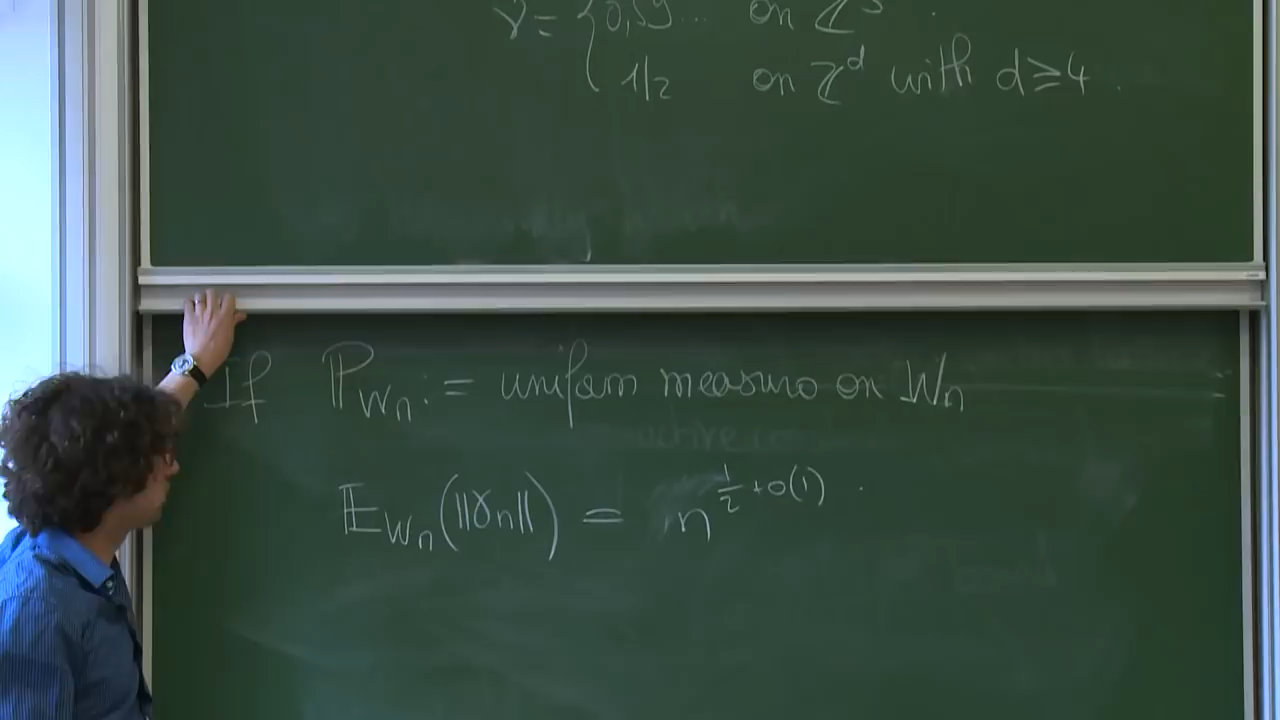 ν = { 0,59... on ℤ³ .
1/2 on ℤ^d with d ≥ 4 .
If ℙ_{W_n} := uniform measure on W_n
𝔼_{W_n}(||γ_n||) = n^{1/2 + o(1)} .